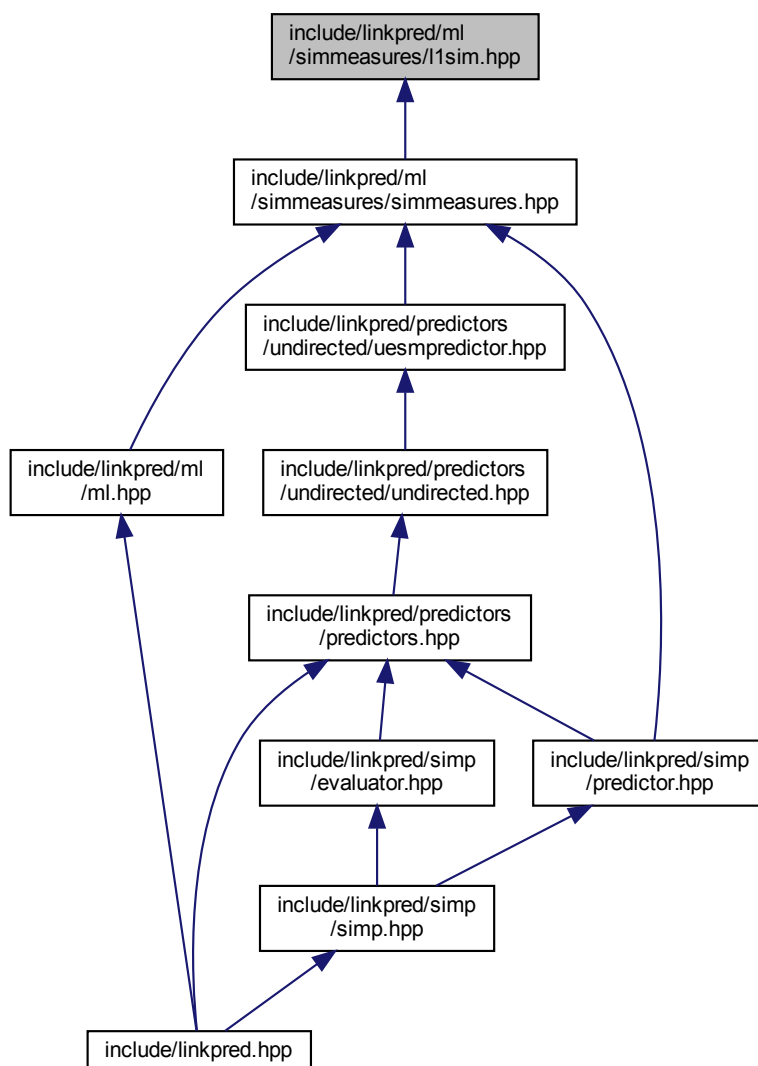 include/linkpred/ml
/simmeasures/l1sim.hpp
include/linkpred/ml
/simmeasures/simmeasures.hpp
include/linkpred/predictors
/undirected/uesmpredictor.hpp
include/linkpred/ml
/ml.hpp
include/linkpred/predictors
/undirected/undirected.hpp
include/linkpred/predictors
/predictors.hpp
include/linkpred/simp
/evaluator.hpp
include/linkpred/simp
/predictor.hpp
include/linkpred/simp
/simp.hpp
include/linkpred.hpp